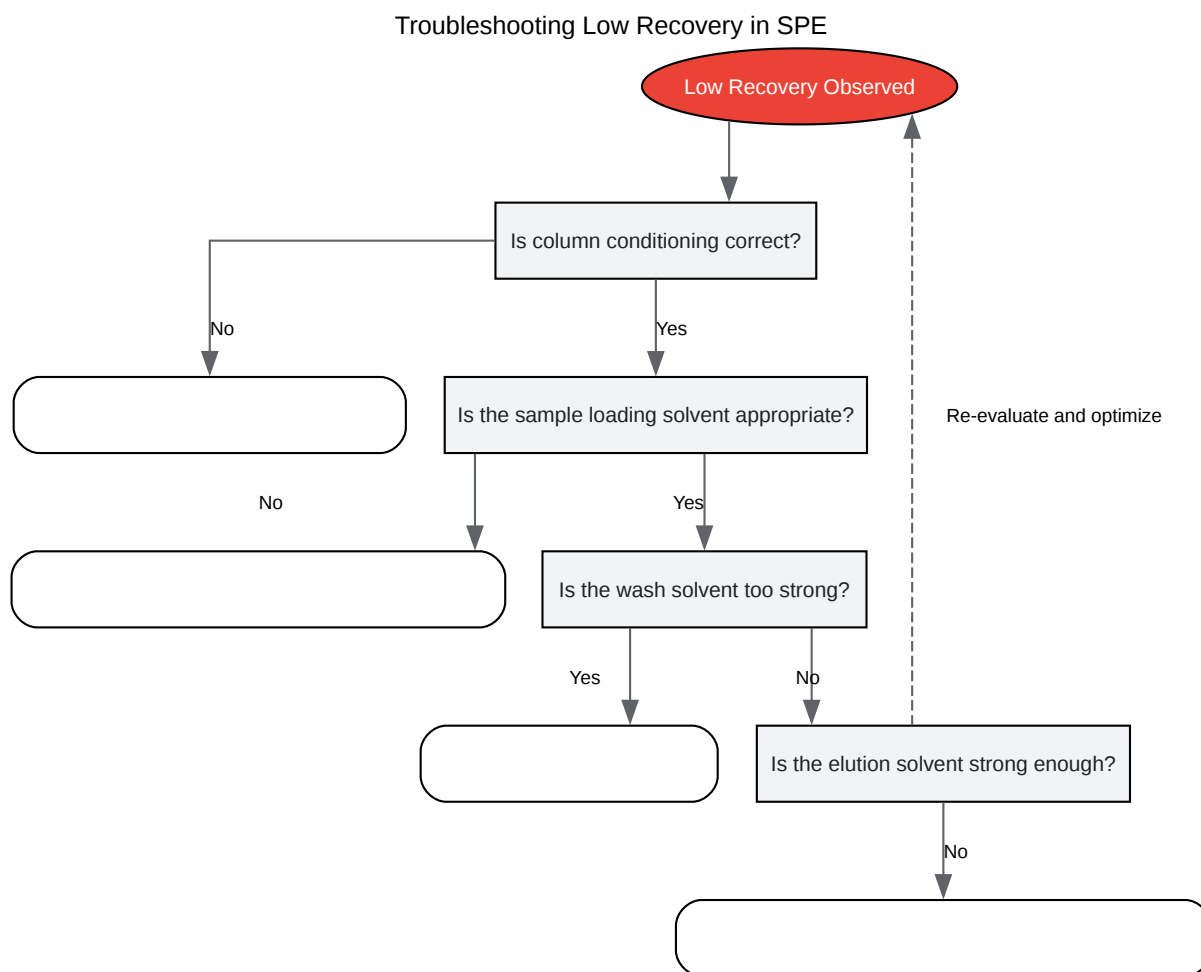 Troubleshooting Low Recovery in SPE
Low Recovery Observed
Is column conditioning correct?
No
Yes
Is the sample loading solvent appropriate?
Re-evaluate and optimize
No
Yes
Is the wash solvent too strong?
Yes
No
Is the elution solvent strong enough?
No